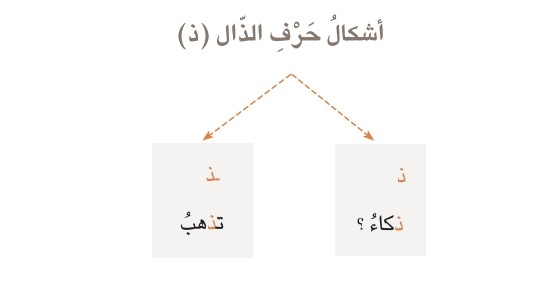 أشكالُ حَرْفِ الذّال (ذ)
ذ
ذكاءُ ؟
ـذ
تذهبُ